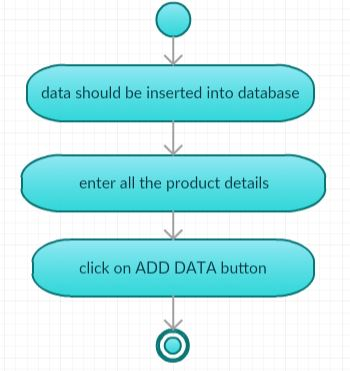 data should be inserted into database
enter all the product details
click on ADD DATA button